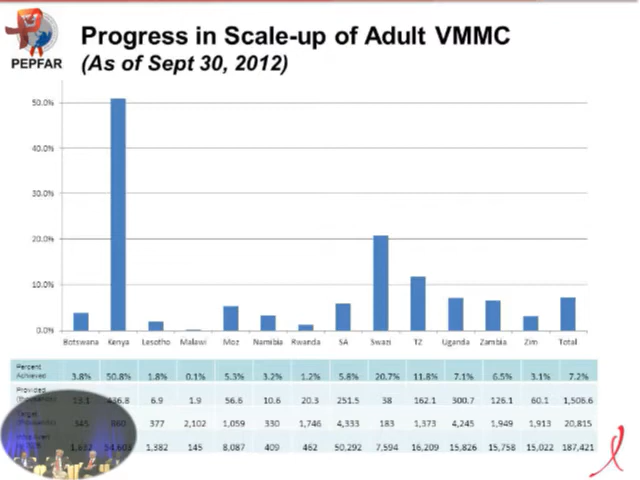 Progress in Scale-up of Adult VMMC
(As of Sept 30, 2012)
PEPFAR
50.0%
40.0%
30.0%
20.0%
10.0%
0.0%
Botswana Kenya Lesotho Malawi Moz Namibia Rwanda SA Swazi TZ Uganda Zambia Zim Total
Percent
Achieved 3.8% 50.8% 1.8% 0.1% 5.3% 3.2% 1.2% 5.8% 20.7% 11.8% 7.1% 6.5% 3.1% 7.2%
Provided
(thousands) 13.1 436.8 6.9 1.9 56.6 10.6 20.3 251.5 38 162.1 300.7 126.1 60.1 1,506.6
Target
(thousands) 345 860 377 2,102 1,059 330 1,746 4,333 183 1,373 4,245 1,949 1,913 20,815
1,382 145 8,087 409 462 50,292 7,594 16,209 15,826 15,758 15,022 187,421